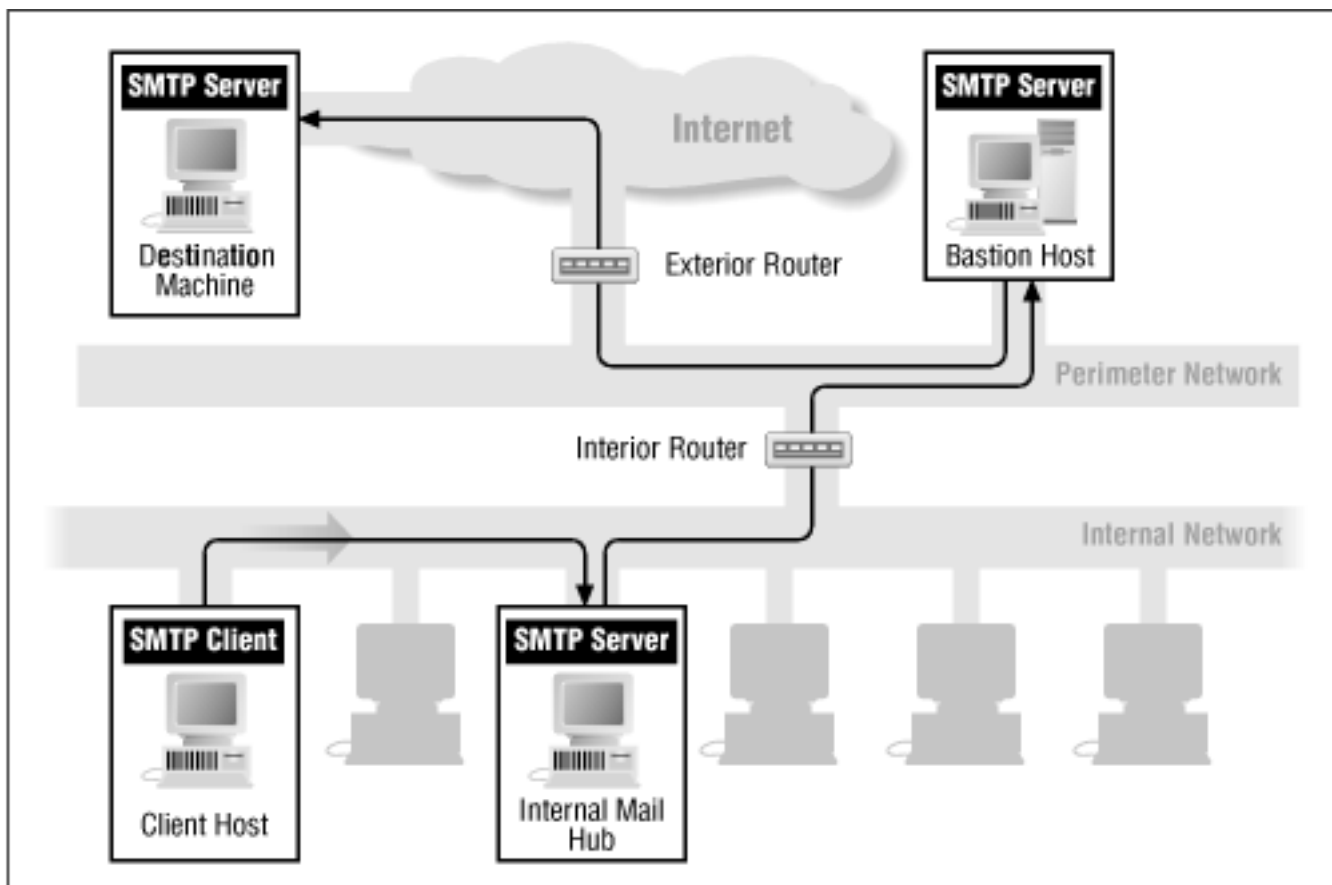 SMTP Server
Destination
Machine
Internet
SMTP Server
Bastion Host
Exterior Router
Perimeter Network
Interior Router
Internal Network
SMTP Client
Client Host
SMTP Server
Internal Mail
Hub